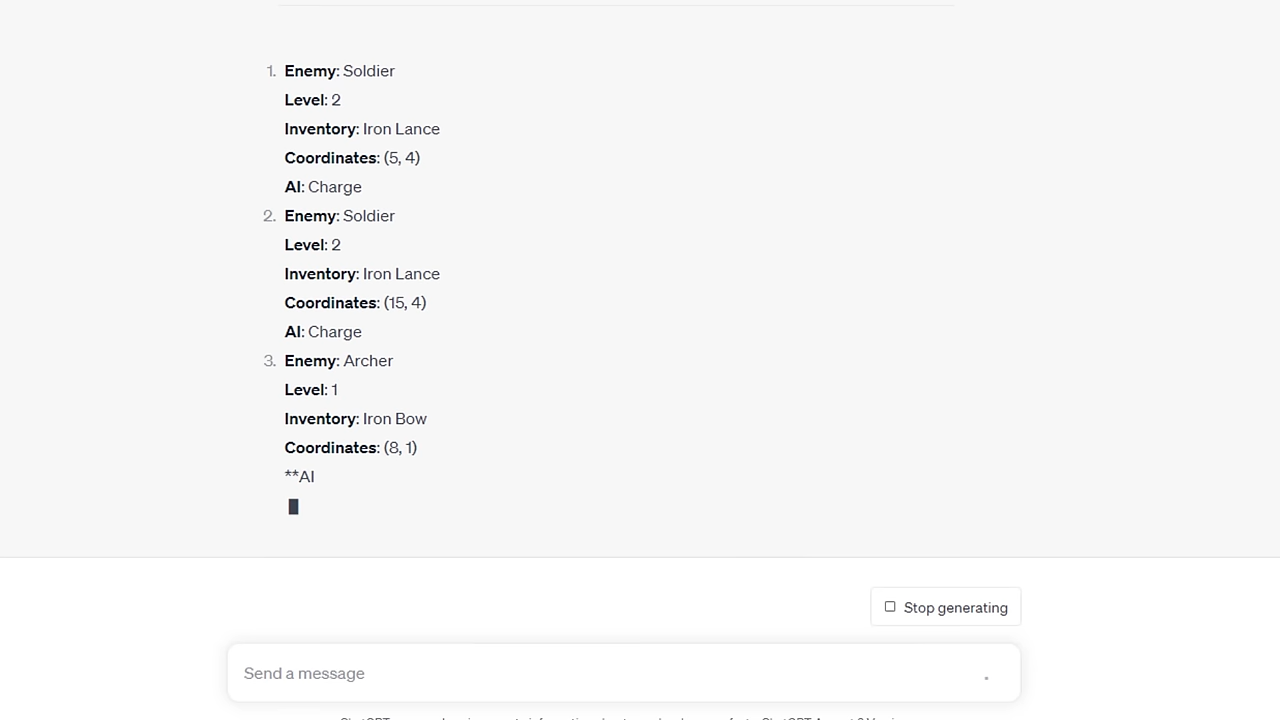 1. Enemy: Soldier
Level: 2
Inventory: Iron Lance
Coordinates: (5, 4)
AI: Charge
2. Enemy: Soldier
Level: 2
Inventory: Iron Lance
Coordinates: (15, 4)
AI: Charge
3. Enemy: Archer
Level: 1
Inventory: Iron Bow
Coordinates: (8, 1)
**AI
Stop generating
Send a message